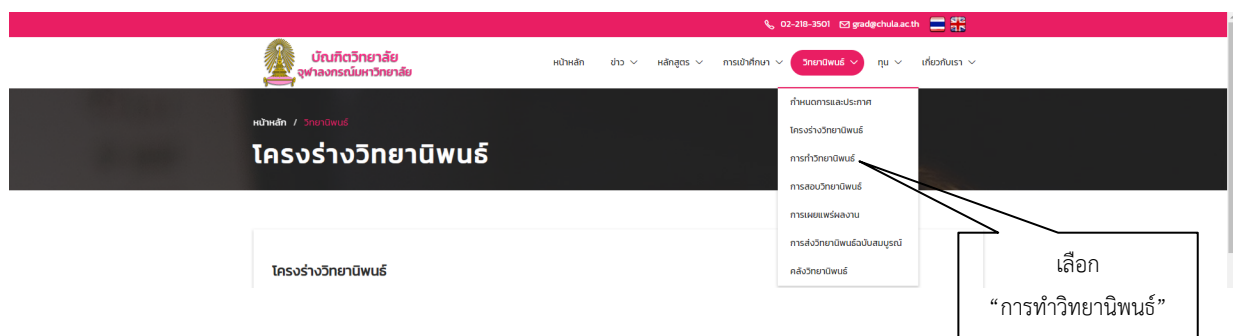 02-218-3501 grad@chula.ac.th
บัณฑิตวิทยาลัย
จุฬาลงกรณ์มหาวิทยาลัย
หน้าหลัก ข่าว หลักสูตร การเข้าศึกษา วิทยานิพนธ์ ทุน เกี่ยวกับเรา
กำหนดการและประกาศ
โครงร่างวิทยานิพนธ์
การทำวิทยานิพนธ์
การสอบวิทยานิพนธ์
การเผยแพร่ผลงาน
การส่งวิทยานิพนธ์ฉบับสมบูรณ์
คลังวิทยานิพนธ์
หน้าหลัก / วิทยานิพนธ์
โครงร่างวิทยานิพนธ์
โครงร่างวิทยานิพนธ์
เลือก
“การทำวิทยานิพนธ์”